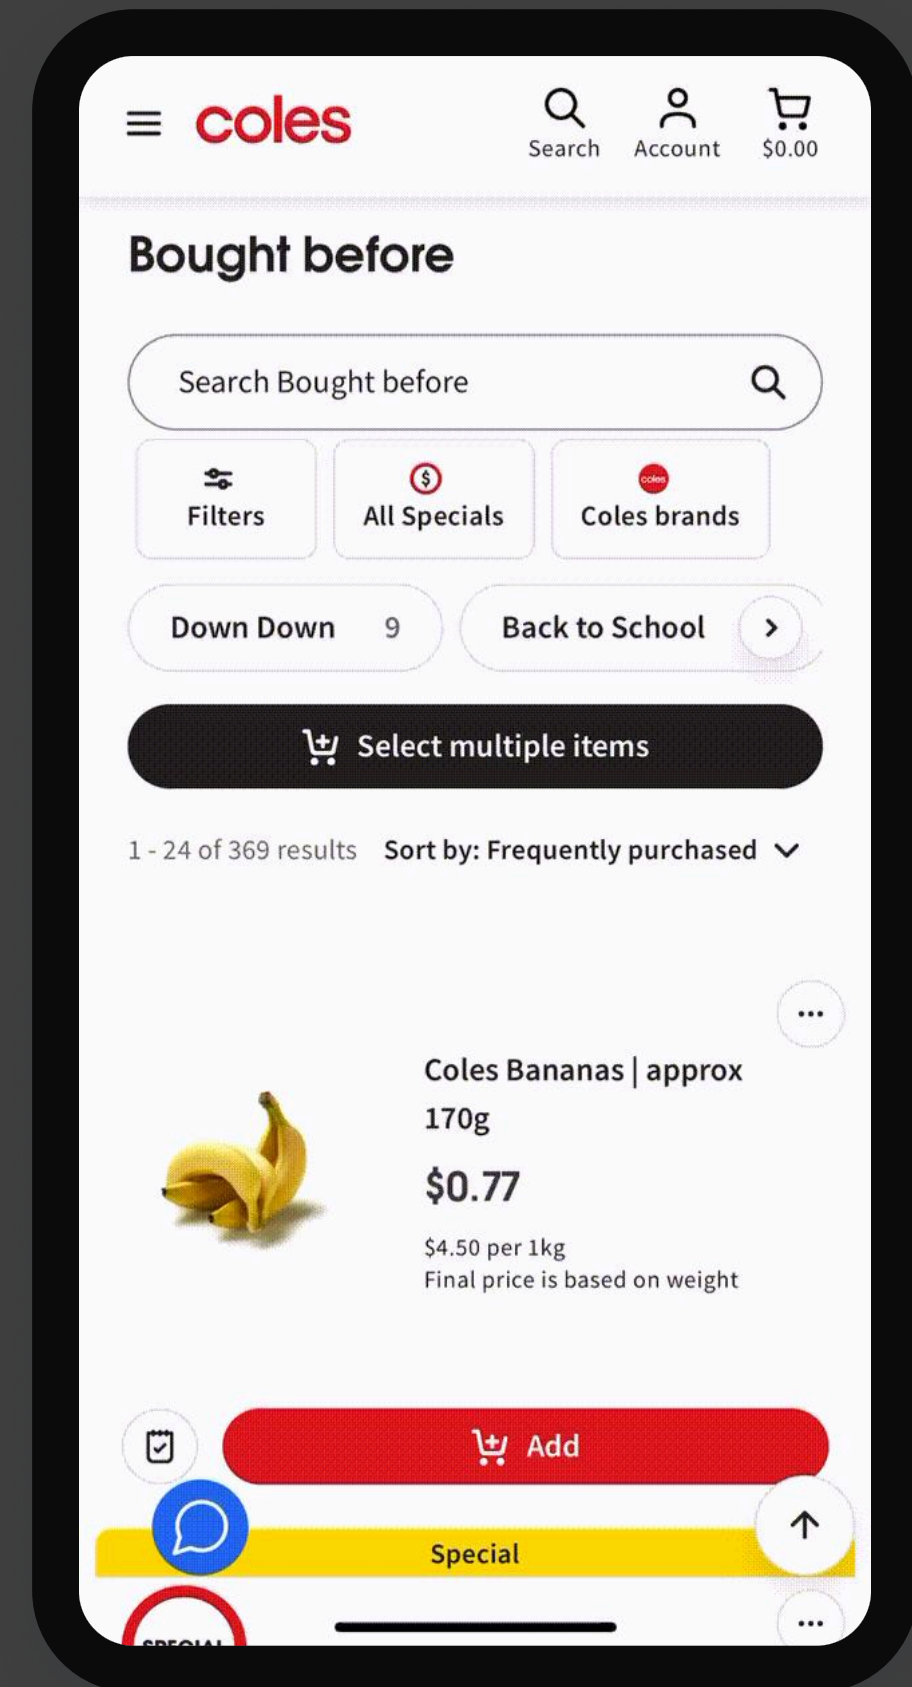 coles
Search Account $0.00
Bought before
Search Bought before
Filters All Specials coles Coles brands
Down Down 9 Back to School
Select multiple items
1 - 24 of 369 results Sort by: Frequently purchased
Coles Bananas | approx
170g
$0.77
$4.50 per 1kg
Final price is based on weight
Add
Special
SPECIAL